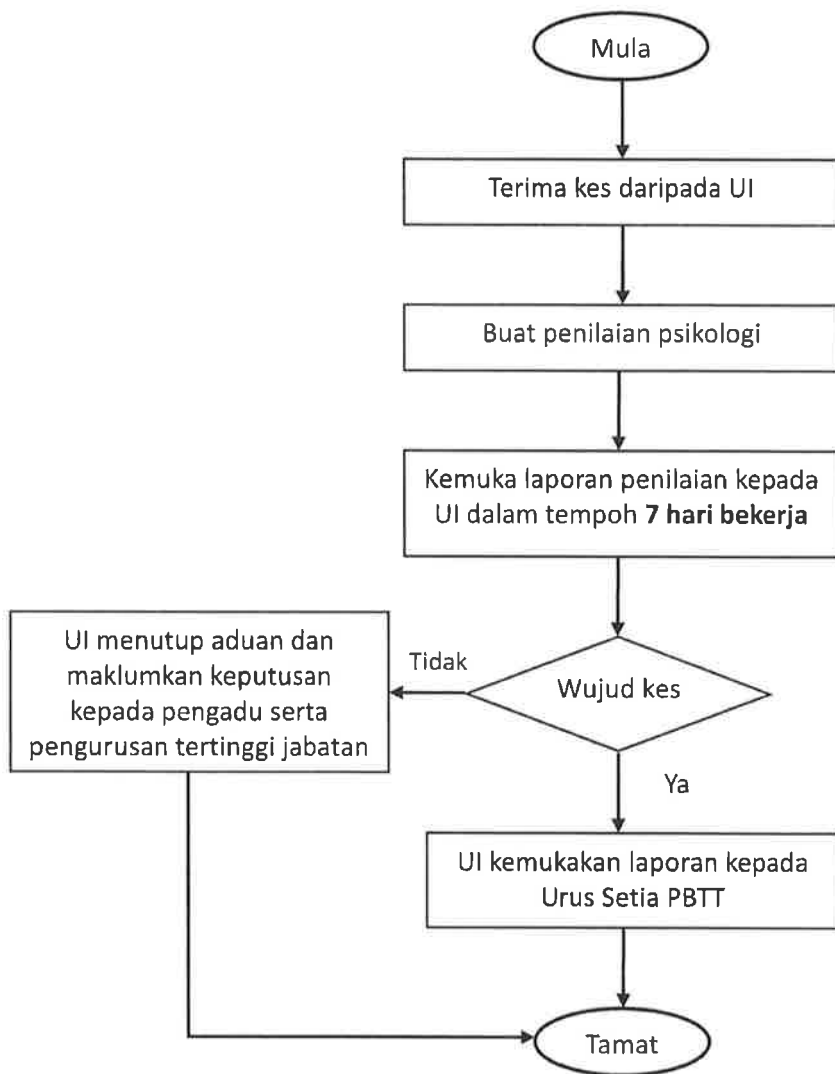 Mula
Terima kes daripada UI
Buat penilaian psikologi
Kemuka laporan penilaian kepada
UI dalam tempoh 7 hari bekerja
UI menutup aduan dan
maklumkan keputusan
kepada pengadu serta
pengurusan tertinggi jabatan
Tidak
Wujud kes
Ya
UI kemukakan laporan kepada
Urus Setia PBTT
Tamat